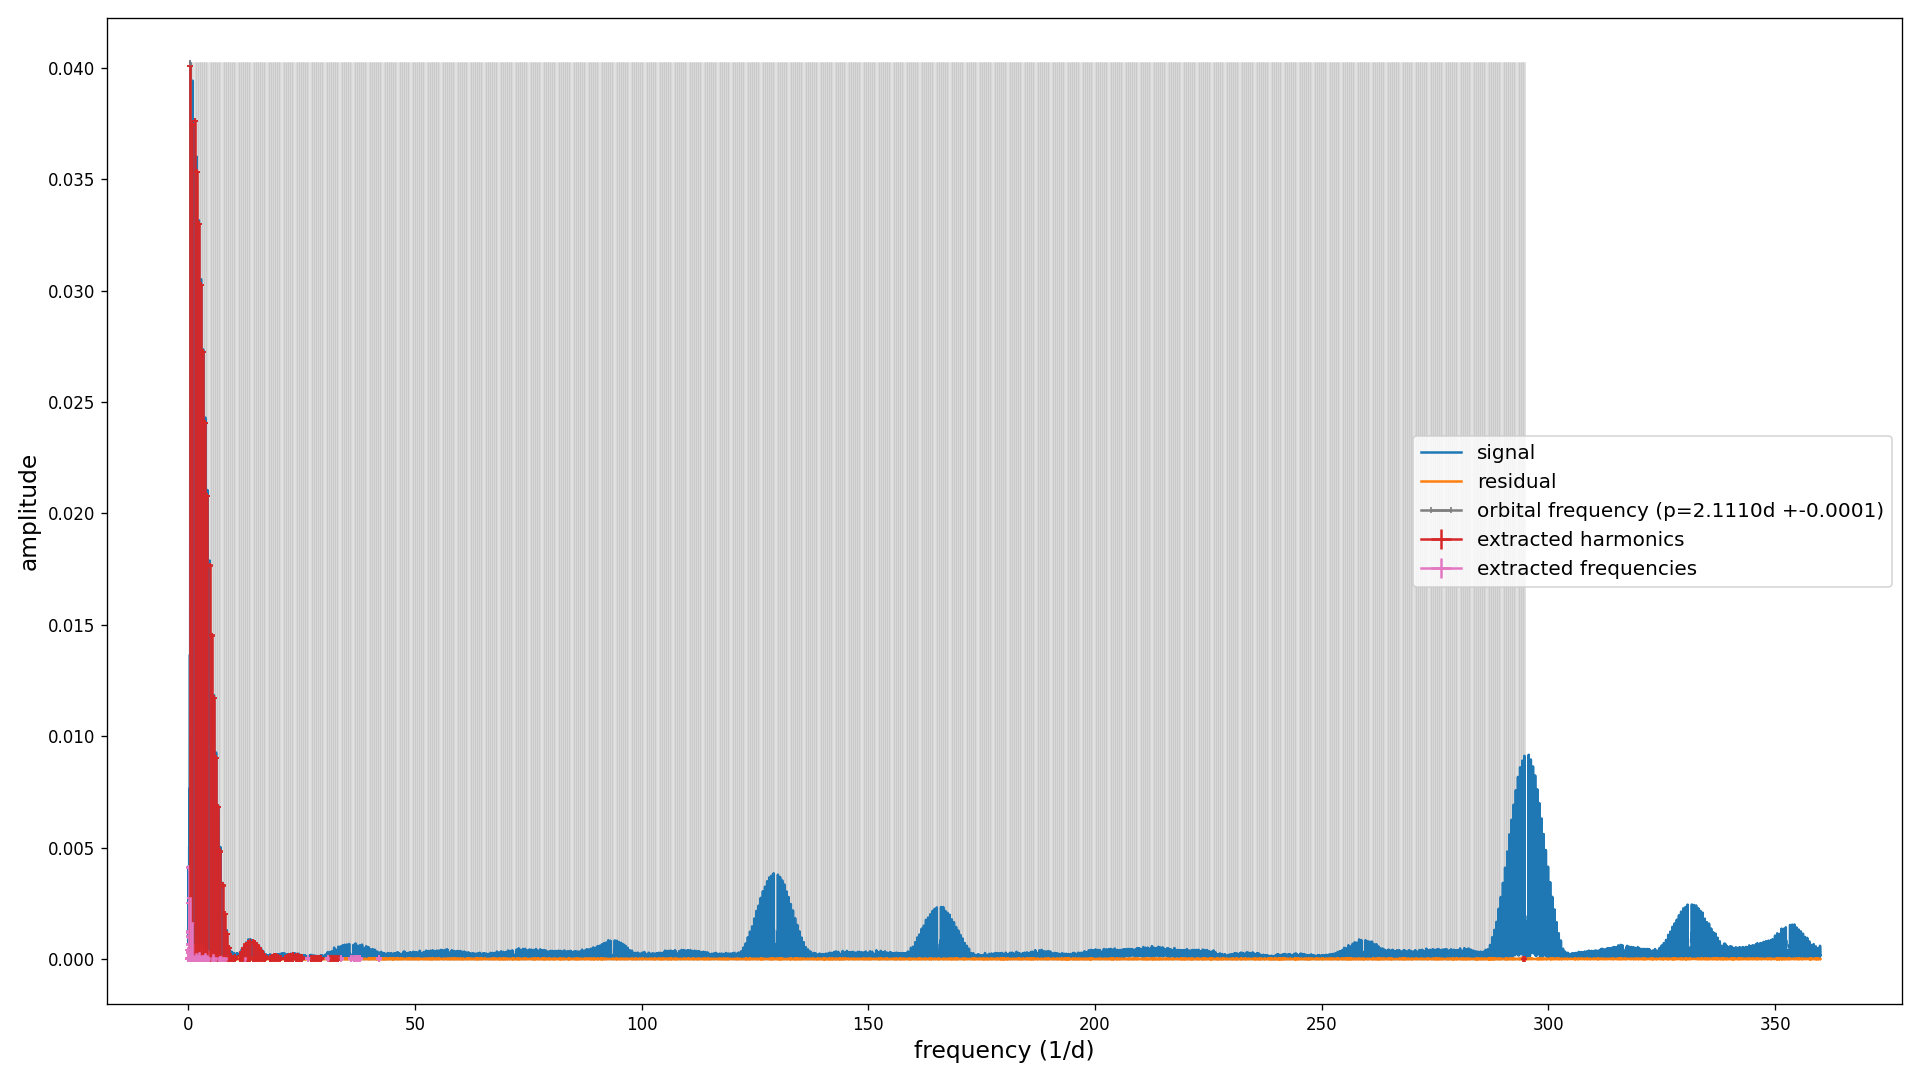 0.040
0.035
0.030
0.025
0.020
0.015
0.010
0.005
0.000
amplitude
signal
residual
orbital frequency (p=2.1110d +-0.0001)
extracted harmonics
extracted frequencies
0 50 100 150 200 250 300 350
frequency (1/d)